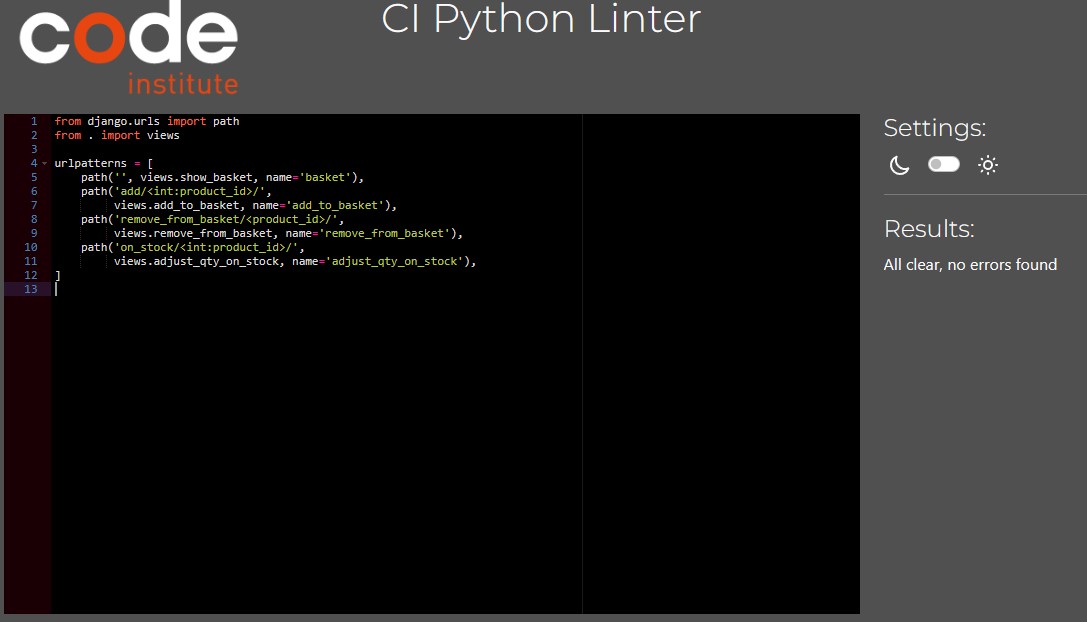 code
institute
CI Python Linter
1 from django.urls import path
2 from . import views
3
4 urlpatterns = [
5     path('', views.show_basket, name='basket'),
6     path('add/<int:product_id>/',
7          views.add_to_basket, name='add_to_basket'),
8     path('remove_from_basket/<product_id>/',
9          views.remove_from_basket, name='remove_from_basket'),
10     path('on_stock/<int:product_id>/',
11          views.adjust_qty_on_stock, name='adjust_qty_on_stock'),
12 ]
13
Settings:
Results:
All clear, no errors found